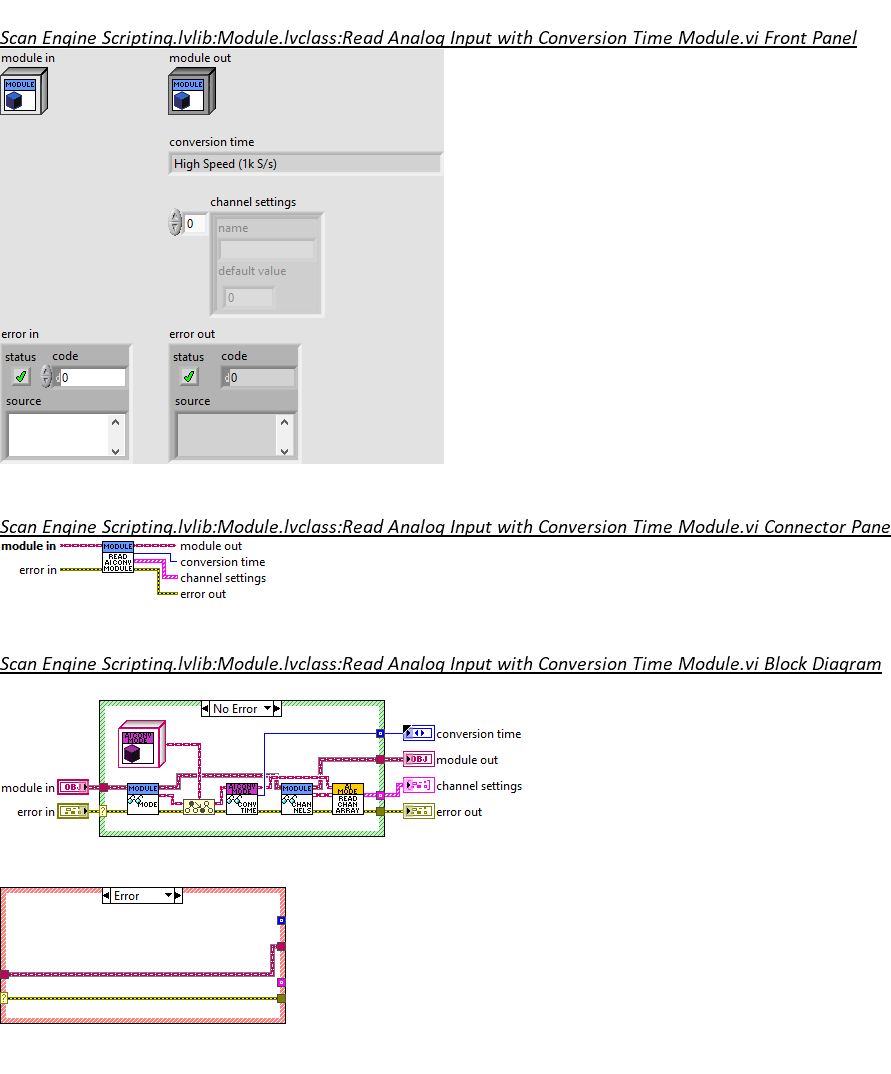 Scan Engine Scripting.lvlib:Module.lvclass:Read Analog Input with Conversion Time Module.vi Front Panel
module in
module out
MODULE
MODULE
conversion time
High Speed (1k S/s)
channel settings
0
name
default value
0
error in
error out
status
code
status
code
0
0
source
source
Scan Engine Scripting.lvlib:Module.lvclass:Read Analog Input with Conversion Time Module.vi Connector Pane
module in
MODULE
module out
READ
conversion time
AI CONV
error in
MODULE
channel settings
error out
Scan Engine Scripting.lvlib:Module.lvclass:Read Analog Input with Conversion Time Module.vi Block Diagram
No Error
AI CONV
MODE
conversion time
OBJ
module out
module in
OBJ
MODULE
MODE
AI CONV
MODE
CONV
TIME
MODULE
CHAN
NELS
AI
MODE
READ
CHAN
ARRAY
channel settings
error in
?
error out
Error
?